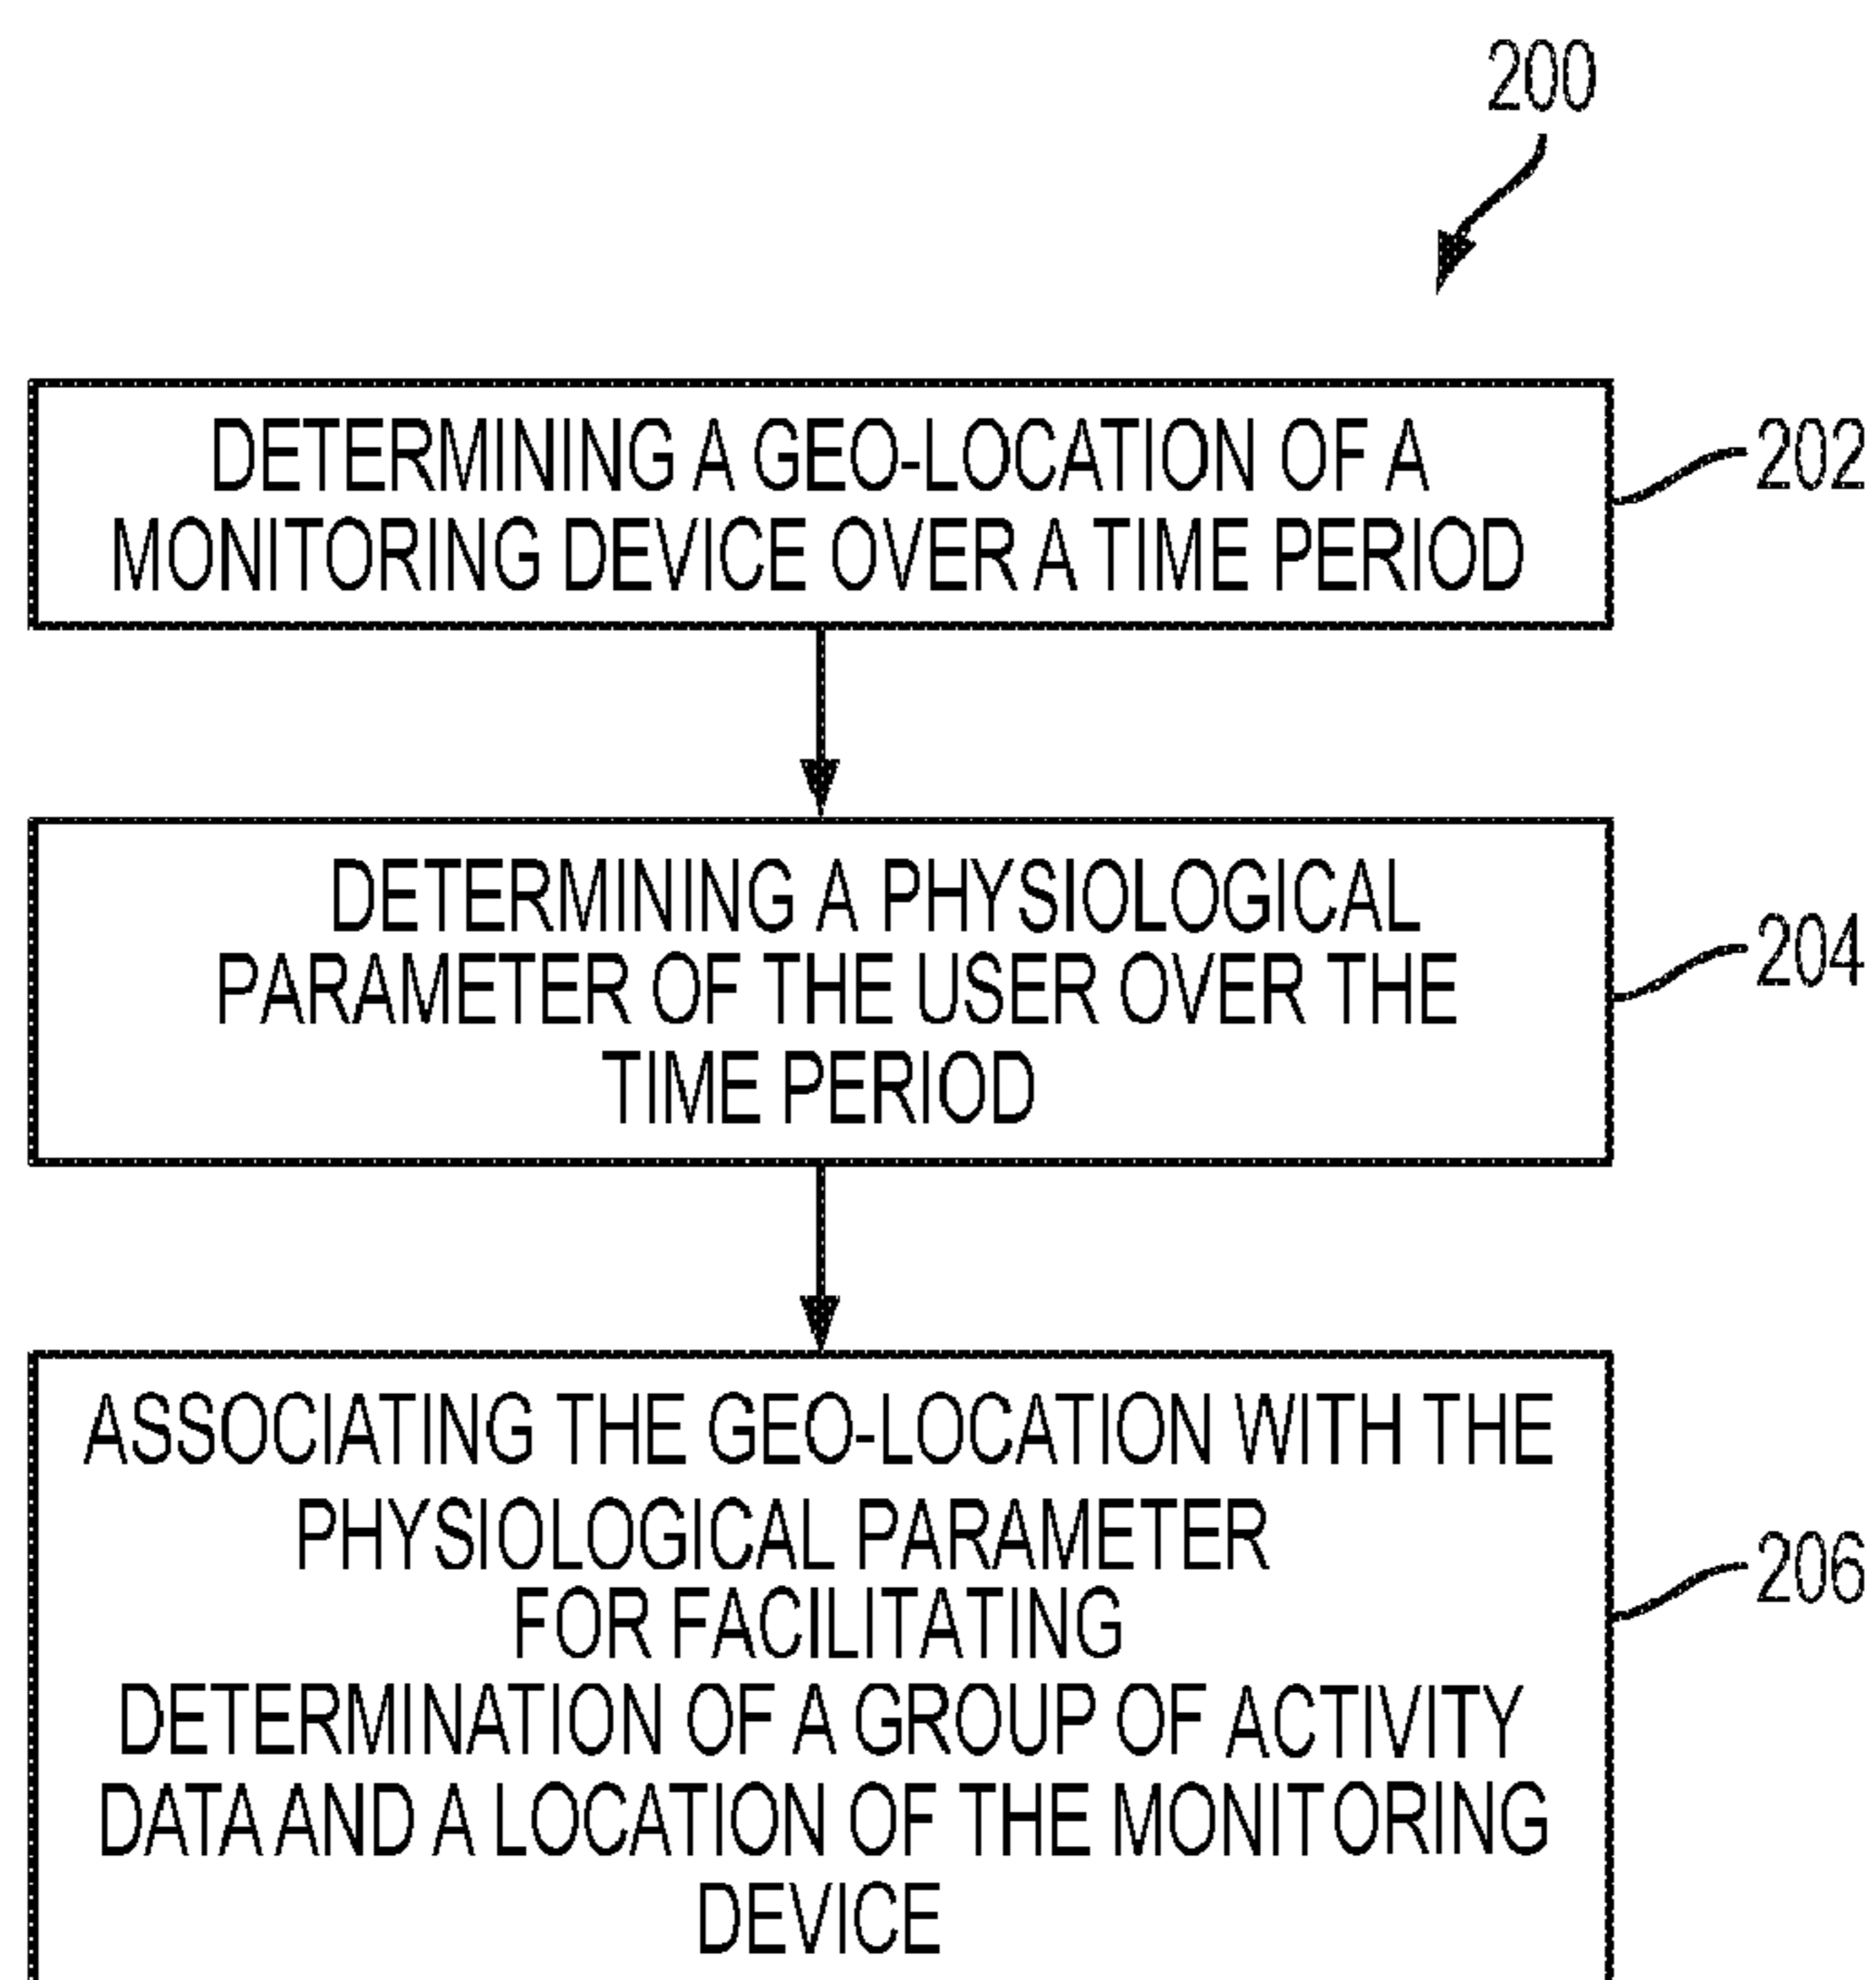 200
DETERMINING A GEO-LOCATION OF A
MONITORING DEVICE OVER A TIME PERIOD
202
DETERMINING A PHYSIOLOGICAL
PARAMETER OF THE USER OVER THE
TIME PERIOD
204
ASSOCIATING THE GEO-LOCATION WITH THE
PHYSIOLOGICAL PARAMETER
FOR FACILITATING
DETERMINATION OF A GROUP OF ACTIVITY
DATA AND A LOCATION OF THE MONITORING
DEVICE
206